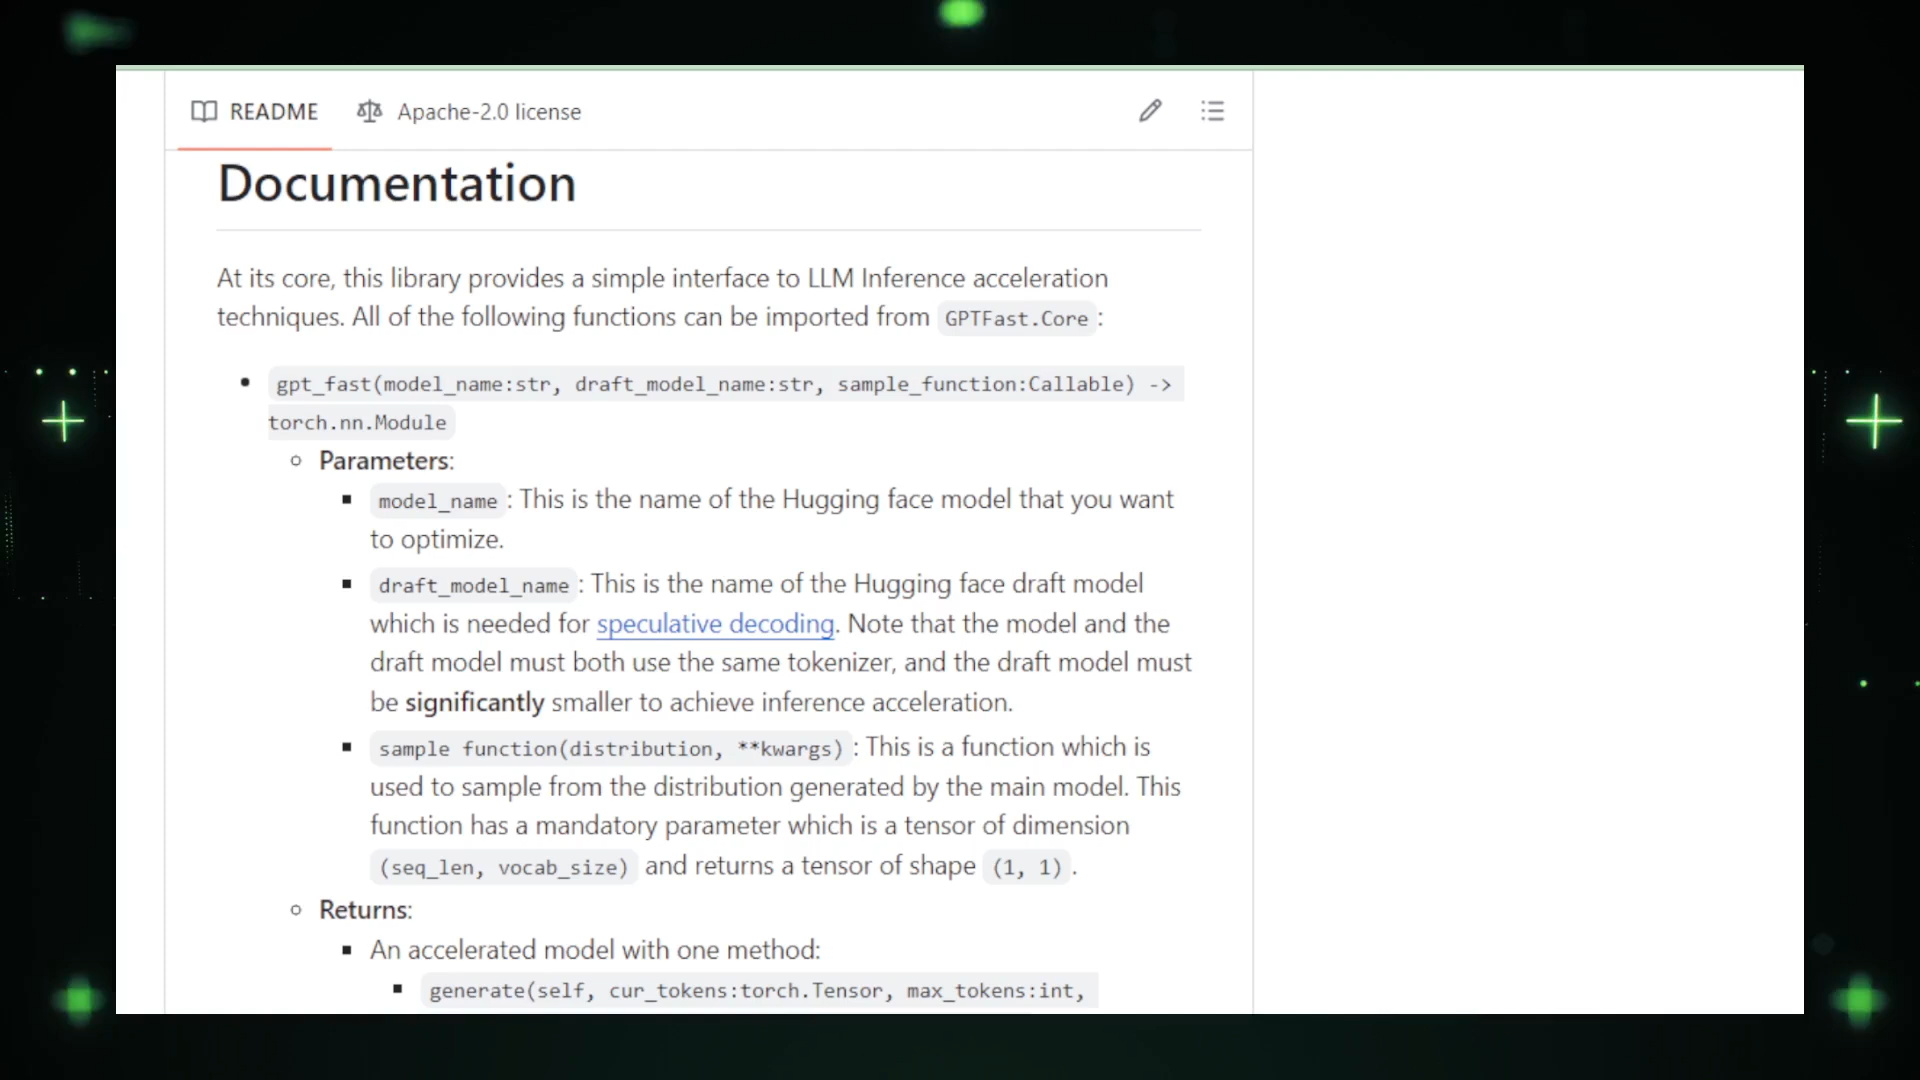 README Apache-2.0 license
Documentation
At its core, this library provides a simple interface to LLM Inference acceleration
techniques. All of the following functions can be imported from GPTFast.Core :
gpt_fast(model_name:str, draft_model_name:str, sample_function:Callable) ->
torch.nn.Module
Parameters:
model_name : This is the name of the Hugging face model that you want
to optimize.
draft_model_name : This is the name of the Hugging face draft model
which is needed for speculative decoding. Note that the model and the
draft model must both use the same tokenizer, and the draft model must
be significantly smaller to achieve inference acceleration.
sample function(distribution, **kwargs) : This is a function which is
used to sample from the distribution generated by the main model. This
function has a mandatory parameter which is a tensor of dimension
(seq_len, vocab_size) and returns a tensor of shape (1, 1) .
Returns:
An accelerated model with one method:
generate(self, cur_tokens:torch.Tensor, max_tokens:int,